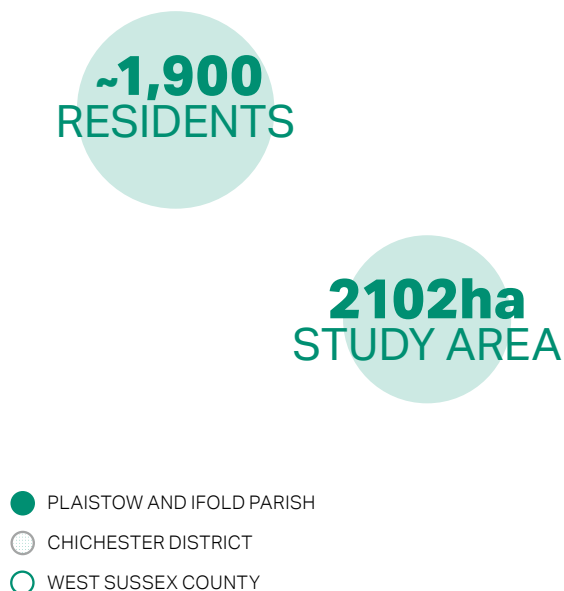 ~1,900
RESIDENTS
2102ha
STUDY AREA
PLAISTOW AND IFOLD PARISH
CHICHESTER DISTRICT
WEST SUSSEX COUNTY